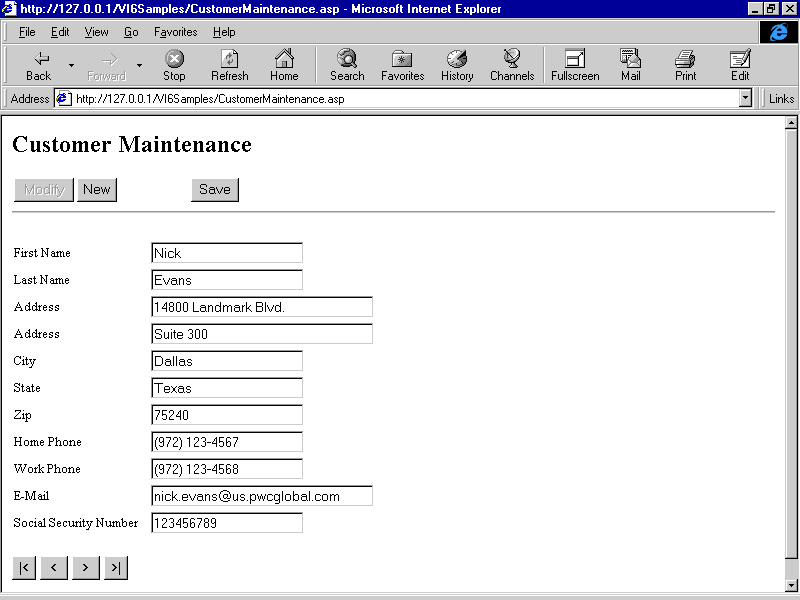 http://127.0.0.1/VI6Samples/CustomerMaintenance.asp - Microsoft Internet Explorer
File Edit View Go Favorites Help
Back Forward Stop Refresh Home Search Favorites History Channels Fullscreen Mail Print Edit
Address http://127.0.0.1/VI6Samples/CustomerMaintenance.asp Links
Customer Maintenance
Modify New Save
First Name Nick
Last Name Evans
Address 14800 Landmark Blvd.
Address Suite 300
City Dallas
State Texas
Zip 75240
Home Phone (972) 123-4567
Work Phone (972) 123-4568
E-Mail nick.evans@us.pwcglobal.com
Social Security Number 123456789
|< < > >|